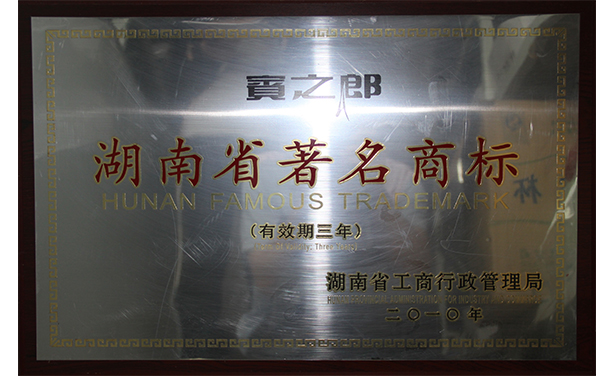 賓之郎
湖南省著名商标
HUNAN FAMOUS TRADEMARK
(有效期三年)
湖南省工商行政管理局
二〇一〇年